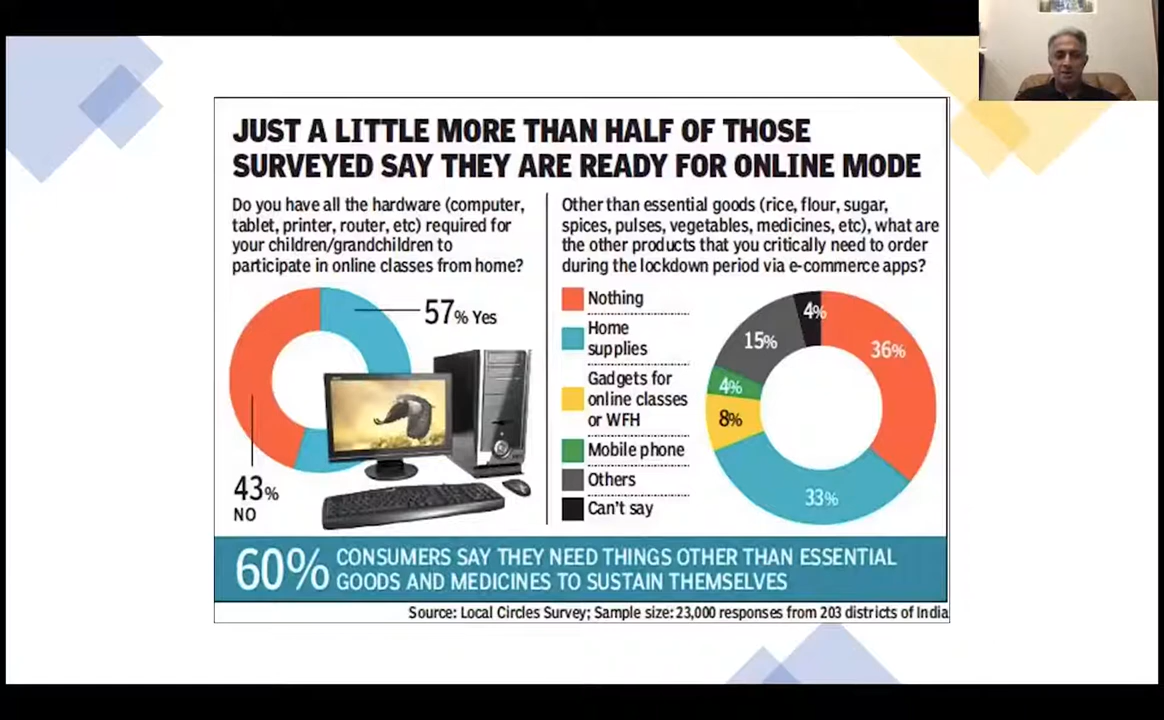 JUST A LITTLE MORE THAN HALF OF THOSE
SURVEYED SAY THEY ARE READY FOR ONLINE MODE
Do you have all the hardware (computer,
tablet, printer, router, etc) required for
your children/grandchildren to
participate in online classes from home?
57% Yes
43%
NO
Other than essential goods (rice, flour, sugar,
spices, pulses, vegetables, medicines, etc), what are
the other products that you critically need to order
during the lockdown period via e-commerce apps?
Nothing
Home
supplies
Gadgets for
online classes
or WFH
Mobile phone
Others
Can't say
4%
15%
36%
4%
8%
33%
60% CONSUMERS SAY THEY NEED THINGS OTHER THAN ESSENTIAL
GOODS AND MEDICINES TO SUSTAIN THEMSELVES
Source: Local Circles Survey; Sample size: 23,000 responses from 203 districts of India